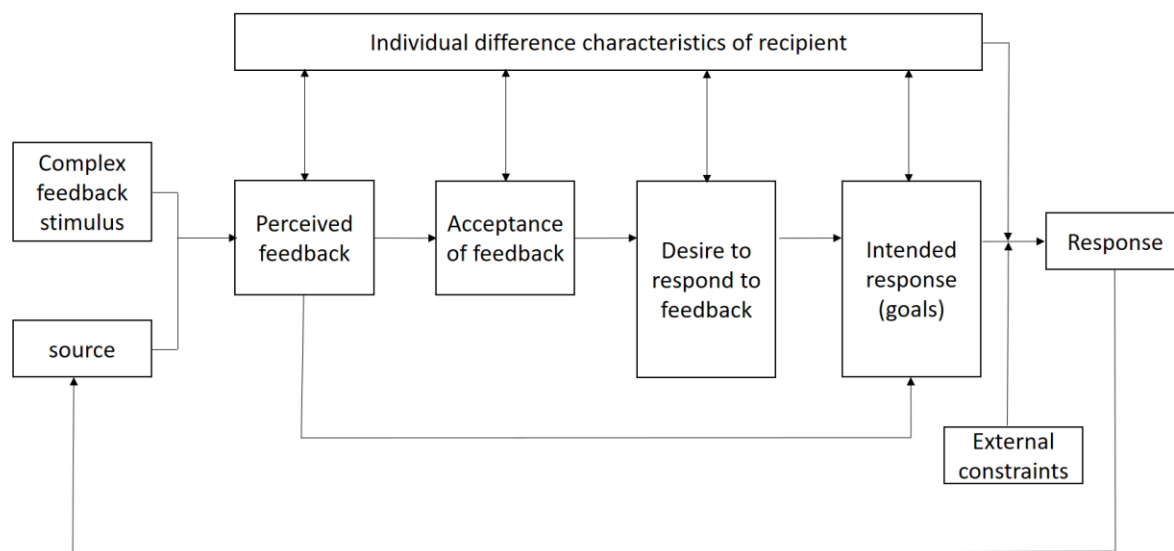 Individual difference characteristics of recipient
Complex
feedback
stimulus
source
Perceived
feedback
Acceptance
of feedback
Desire to
respond to
feedback
Intended
response
(goals)
Response
External
constraints